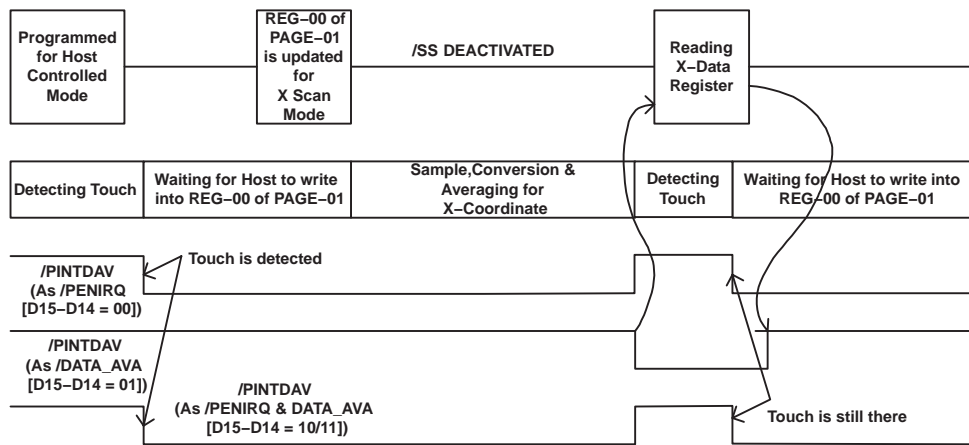 Programmed
for Host
Controlled
Mode
REG−00 of
PAGE−01
is updated
for
X Scan
Mode
/SS DEACTIVATED
Reading
X−Data
Register
Detecting Touch
Waiting for Host to write
into REG−00 of PAGE−01
Sample,Conversion &
Averaging for
X−Coordinate
Detecting
Touch
Waiting for Host to write into
REG−00 of PAGE−01
/PINTDAV
(As /PENIRQ
[D15−D14 = 00])
Touch is detected
/PINTDAV
(As /DATA_AVA
[D15−D14 = 01])
/PINTDAV
(As /PENIRQ & DATA_AVA
[D15−D14 = 10/11])
Touch is still there